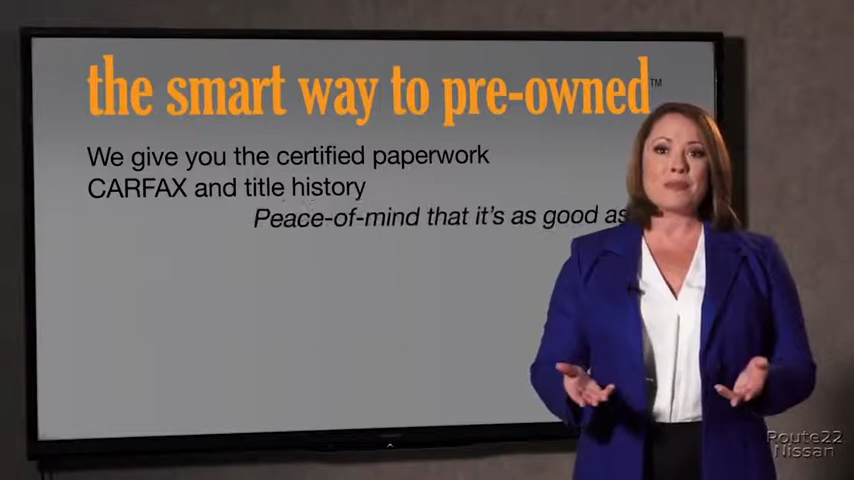 the smart way to pre-owned™
We give you the certified paperwork
CARFAX and title history
Peace-of-mind that it's as good as
Route22
Nissan